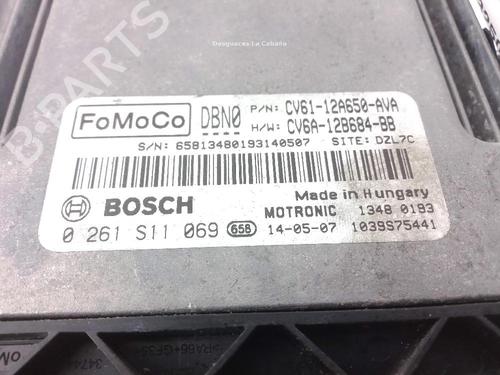 Desguaces La Cabaña
FoMoCo DBN0 P/N: CV61-12A650-AVA
H/W: CV6A-12B684-BB
S/N: 65813480193140507 SITE: DZL7C
Made in Hungary
BOSCH MOTRONIC 1348 0193
0 261 S11 069 658 14-05-07 1039S75441